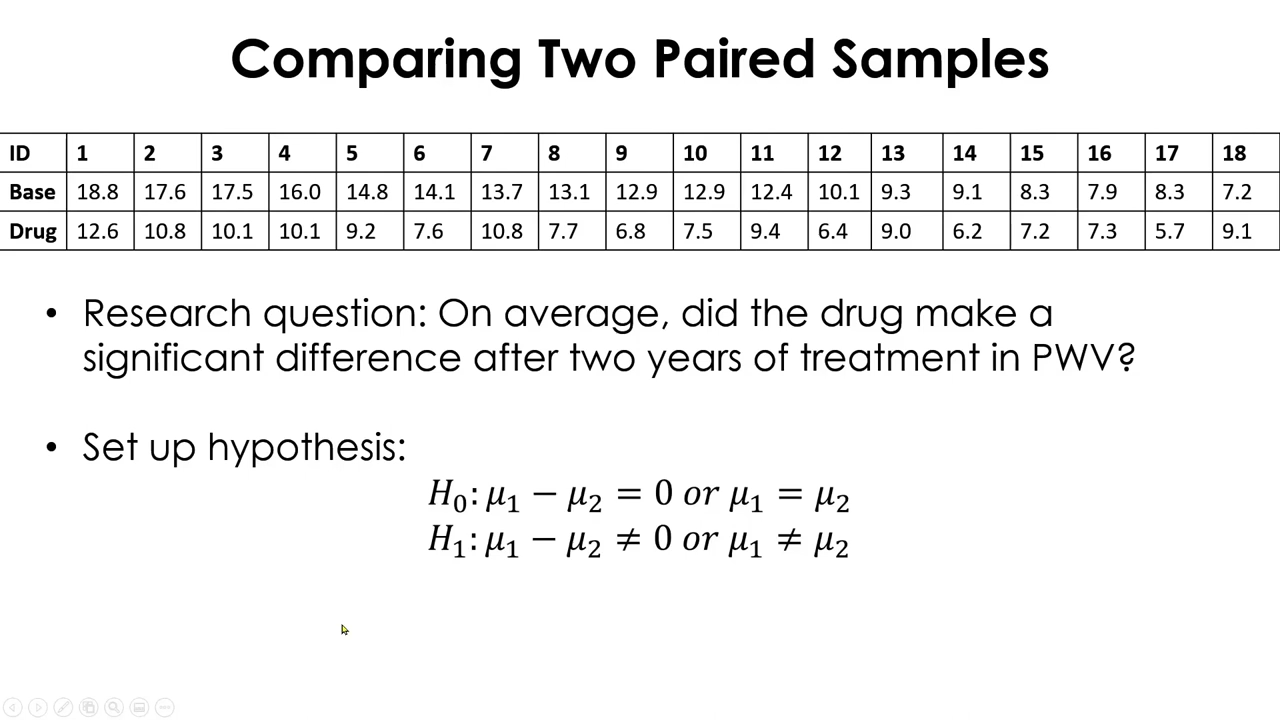 Comparing Two Paired Samples
ID 1 2 3 4 5 6 7 8 9 10 11 12 13 14 15 16 17 18
Base 18.8 17.6 17.5 16.0 14.8 14.1 13.7 13.1 12.9 12.9 12.4 10.1 9.3 9.1 8.3 7.9 8.3 7.2
Drug 12.6 10.8 10.1 10.1 9.2 7.6 10.8 7.7 6.8 7.5 9.4 6.4 9.0 6.2 7.2 7.3 5.7 9.1
• Research question: On average, did the drug make a
significant difference after two years of treatment in PWV?
• Set up hypothesis:
𝐻₀: 𝜇₁ − 𝜇₂ = 0 𝑜𝑟 𝜇₁ = 𝜇₂
𝐻₁: 𝜇₁ − 𝜇₂ ≠ 0 𝑜𝑟 𝜇₁ ≠ 𝜇₂